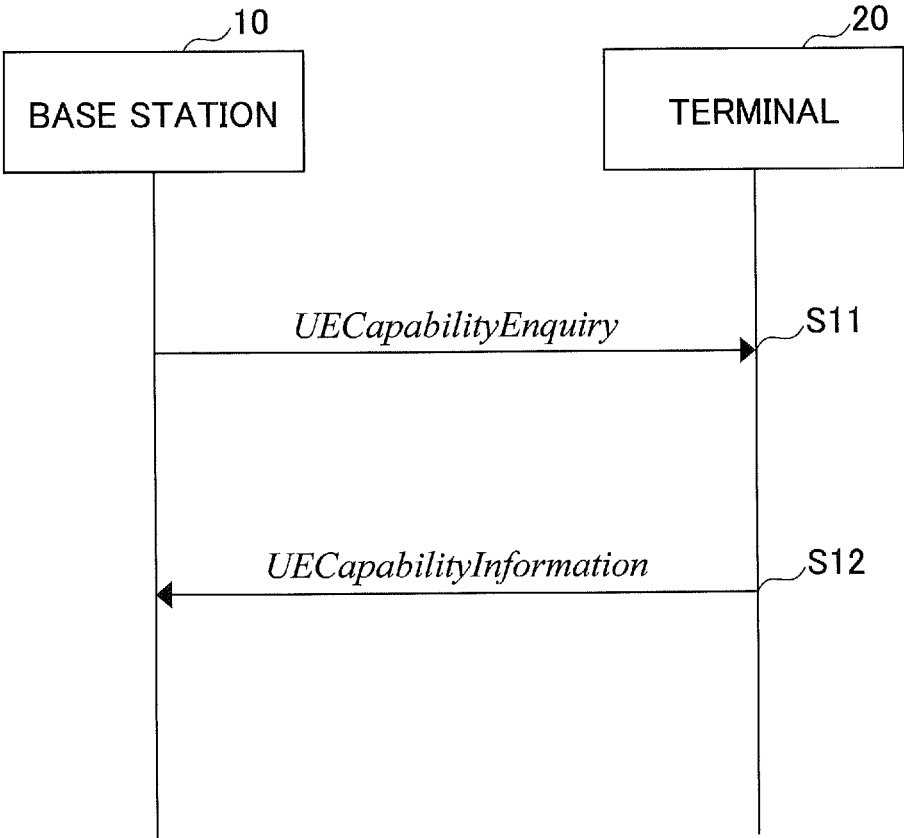 10
20
BASE STATION
TERMINAL
UECapabilityEnquiry
S11
UECapabilityInformation
S12